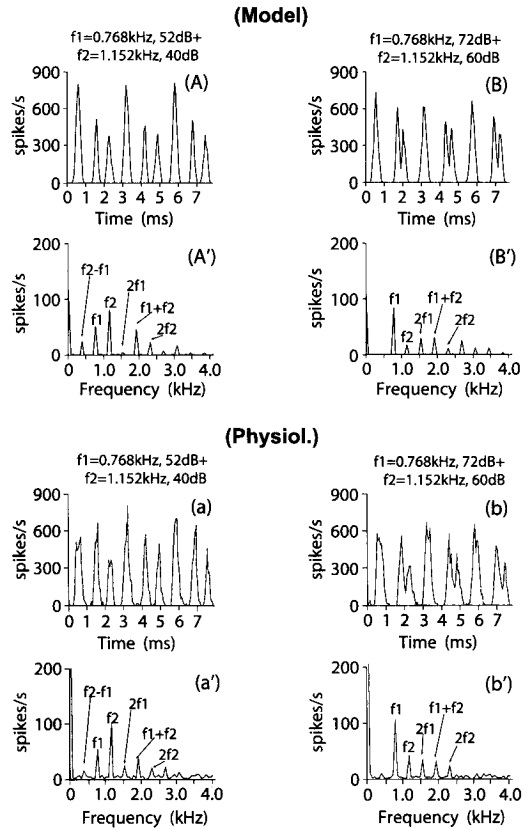 (Model)
f1=0.768kHz, 52dB+
f2=1.152kHz, 40dB
f1=0.768kHz, 72dB+
f2=1.152kHz, 60dB
900
600
300
0
spikes/s
(A)
0 1 2 3 4 5 6 7
Time (ms)
900
600
300
0
spikes/s
(B)
0 1 2 3 4 5 6 7
Time (ms)
200
100
0
spikes/s
(A')
f2-f1
f1
f2
2f1
f1+f2
2f2
0 1.0 2.0 3.0 4.0
Frequency (kHz)
200
100
0
spikes/s
(B')
f1
f2
2f1
f1+f2
2f2
0 1.0 2.0 3.0 4.0
Frequency (kHz)
(Physiol.)
f1=0.768kHz, 52dB+
f2=1.152kHz, 40dB
f1=0.768kHz, 72dB+
f2=1.152kHz, 60dB
900
600
300
0
spikes/s
(a)
0 1 2 3 4 5 6 7
Time (ms)
900
600
300
0
spikes/s
(b)
0 1 2 3 4 5 6 7
Time (ms)
200
100
0
spikes/s
(a')
f2-f1
f1
f2
2f1
f1+f2
2f2
0 1.0 2.0 3.0 4.0
Frequency (kHz)
200
100
0
spikes/s
(b')
f1
f2
2f1
f1+f2
2f2
0 1.0 2.0 3.0 4.0
Frequency (kHz)